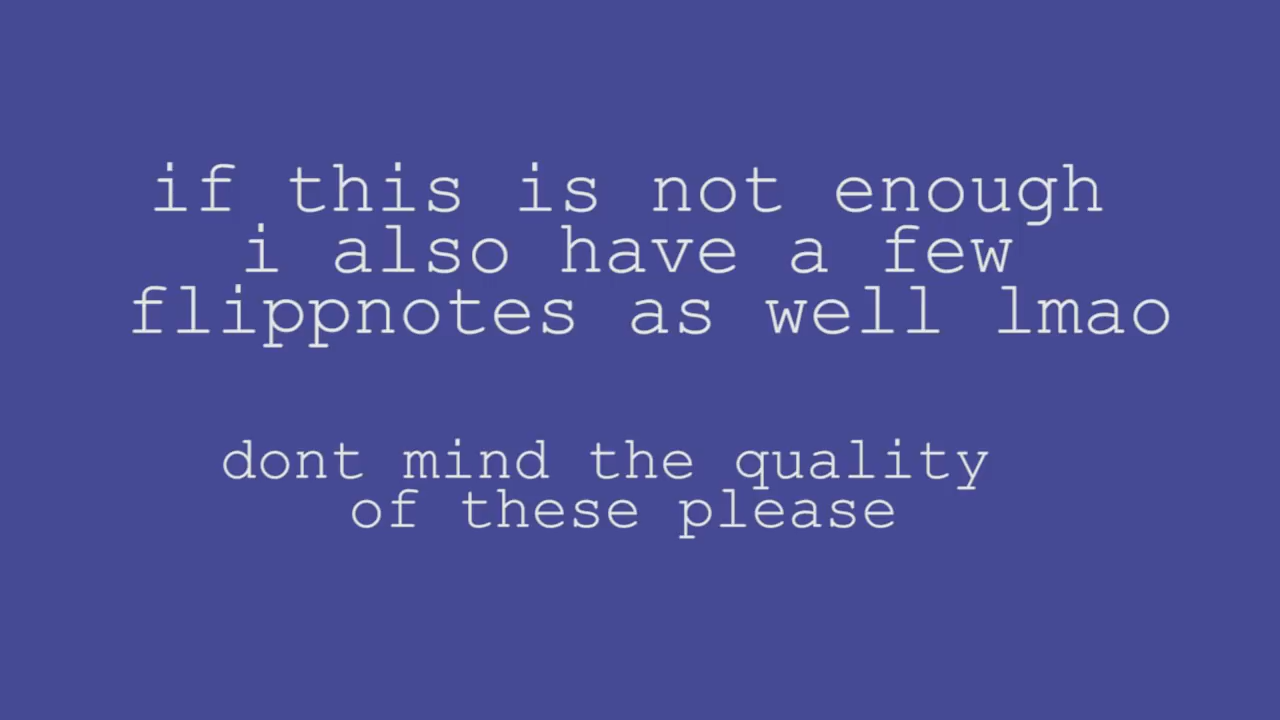 if this is not enough
i also have a few
flippnotes as well lmao
dont mind the quality
of these please